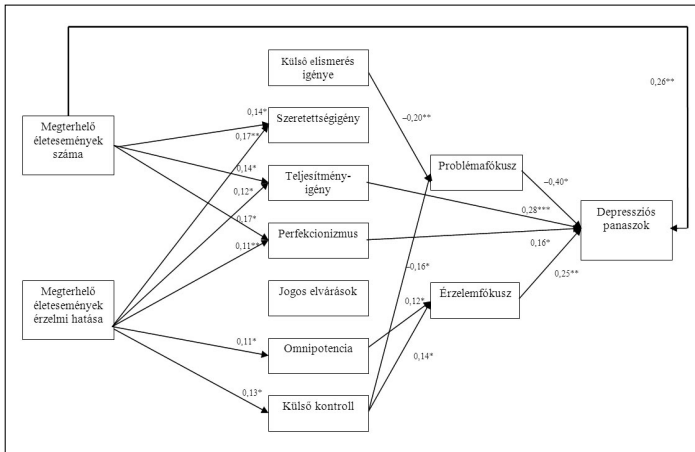 Külső elismerés
igénye
0,26**
Megterhelő
életesemények
száma
0,14*
Szeretettségigény
0,17**
–0,20**
0,14*
Teljesítmény-
igény
0,12*
Problémafókusz
–0,40*
0,28***
Depressziós
panaszok
0,17*
Perfekcionizmus
0,11**
0,16*
–0,16*
0,25**
Megterhelő
életesemények
érzelmi hatása
Jogos elvárások
Érzelemfókusz
0,12*
0,11*
Omnipotencia
0,14*
0,13*
Külső kontroll